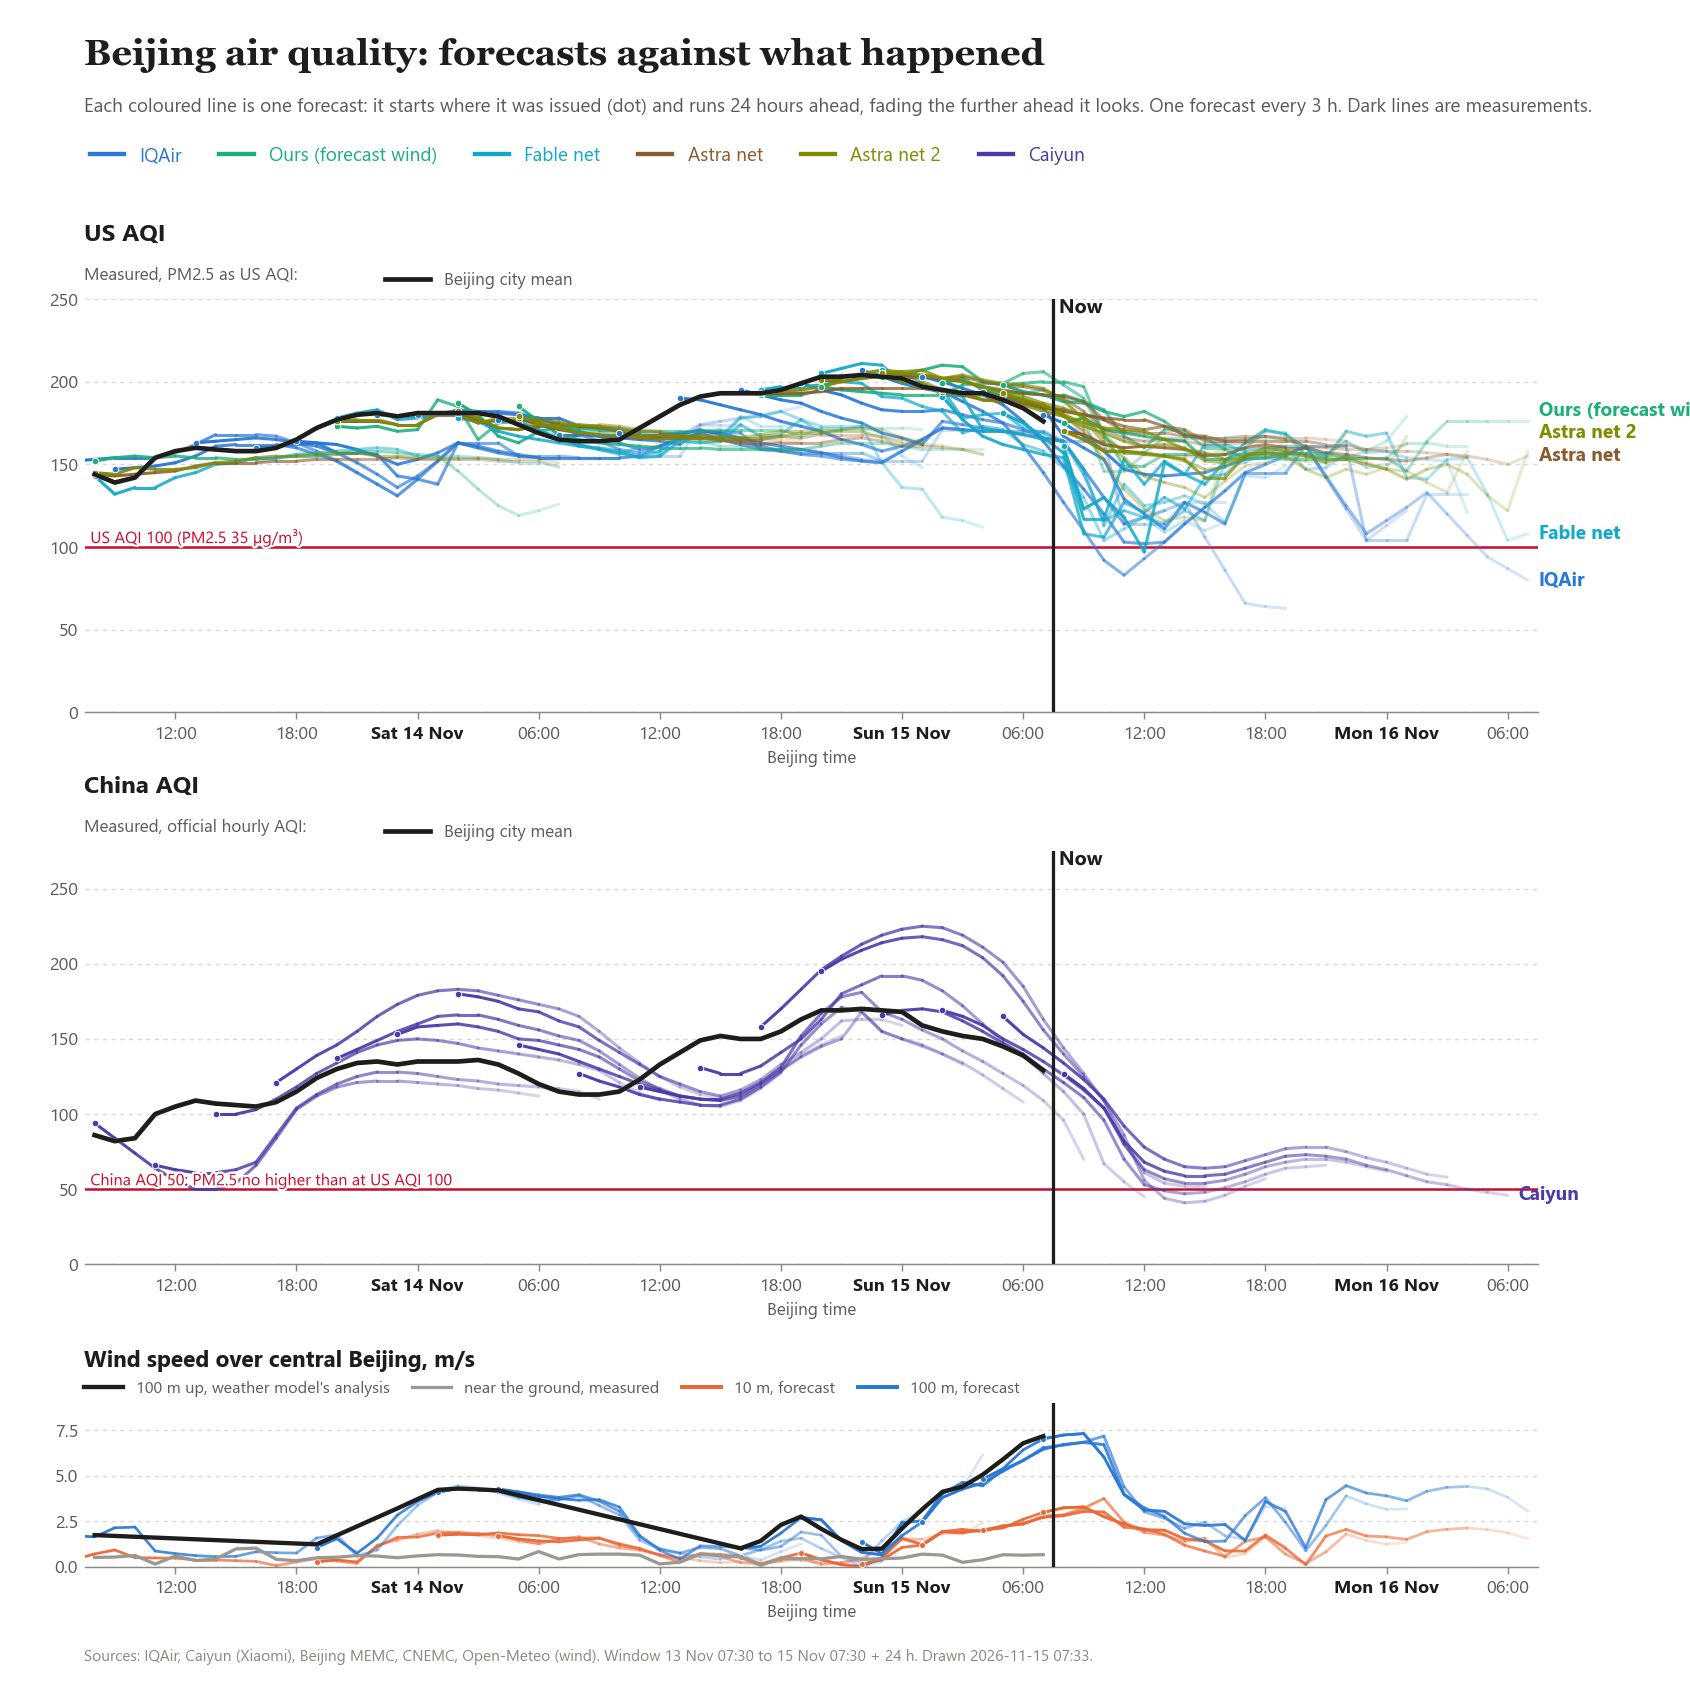 Beijing air quality: forecasts against what happened
Each coloured line is one forecast: it starts where it was issued (dot) and runs 24 hours ahead, fading the further ahead it looks. One forecast every 3 h. Dark lines are measurements.
IQAir Ours (forecast wind) Fable net Astra net Astra net 2 Caiyun
US AQI
Measured, PM2.5 as US AQI: Beijing city mean
250
Now
200
150
100
50
0
US AQI 100 (PM2.5 35 µg/m³)
Ours (forecast wi
Astra net 2
Astra net
Fable net
IQAir
12:00 18:00 Sat 14 Nov 06:00 12:00 18:00 Sun 15 Nov 06:00 12:00 18:00 Mon 16 Nov 06:00
Beijing time
China AQI
Measured, official hourly AQI: Beijing city mean
Now
250
200
150
100
50
0
China AQI 50: PM2.5 no higher than at US AQI 100
Caiyun
12:00 18:00 Sat 14 Nov 06:00 12:00 18:00 Sun 15 Nov 06:00 12:00 18:00 Mon 16 Nov 06:00
Beijing time
Wind speed over central Beijing, m/s
100 m up, weather model's analysis near the ground, measured 10 m, forecast 100 m, forecast
7.5
5.0
2.5
0.0
12:00 18:00 Sat 14 Nov 06:00 12:00 18:00 Sun 15 Nov 06:00 12:00 18:00 Mon 16 Nov 06:00
Beijing time
Sources: IQAir, Caiyun (Xiaomi), Beijing MEMC, CNEMC, Open-Meteo (wind). Window 13 Nov 07:30 to 15 Nov 07:30 + 24 h. Drawn 2026-11-15 07:33.